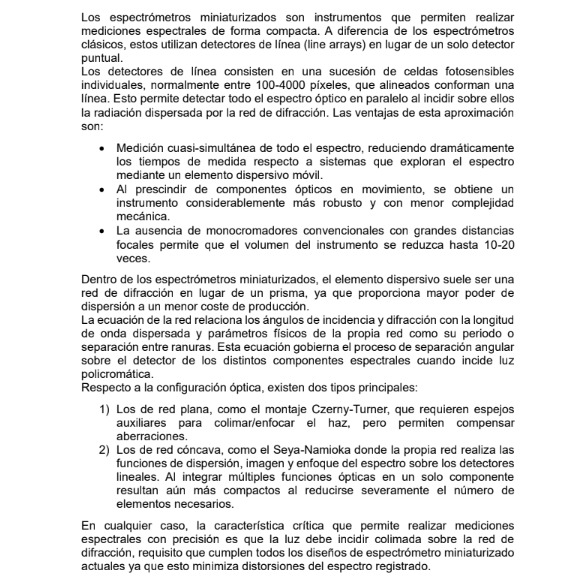 Los espectrómetros miniaturizados son instrumentos que permiten realizar
mediciones espectrales de forma compacta. A diferencia de los espectrómetros
clásicos, estos utilizan detectores de línea (line arrays) en lugar de un solo detector
puntual.
Los detectores de línea consisten en una sucesión de celdas fotosensibles
individuales, normalmente entre 100-4000 píxeles, que alineados conforman una
línea. Esto permite detectar todo el espectro óptico en paralelo al incidir sobre ellos
la radiación dispersada por la red de difracción. Las ventajas de esta aproximación
son:
• Medición cuasi-simultánea de todo el espectro, reduciendo dramáticamente
los tiempos de medida respecto a sistemas que exploran el espectro
mediante un elemento dispersivo móvil.
• Al prescindir de componentes ópticos en movimiento, se obtiene un
instrumento considerablemente más robusto y con menor complejidad
mecánica.
• La ausencia de monocromadores convencionales con grandes distancias
focales permite que el volumen del instrumento se reduzca hasta 10-20
veces.
Dentro de los espectrómetros miniaturizados, el elemento dispersivo suele ser una
red de difracción en lugar de un prisma, ya que proporciona mayor poder de
dispersión a un menor coste de producción.
La ecuación de la red relaciona los ángulos de incidencia y difracción con la longitud
de onda dispersada y parámetros físicos de la propia red como su periodo o
separación entre ranuras. Esta ecuación gobierna el proceso de separación angular
sobre el detector de los distintos componentes espectrales cuando incide luz
policromática.
Respecto a la configuración óptica, existen dos tipos principales:
1) Los de red plana, como el montaje Czerny-Turner, que requieren espejos
auxiliares para colimar/enfocar el haz, pero permiten compensar
aberraciones.
2) Los de red cóncava, como el Seya-Namioka donde la propia red realiza las
funciones de dispersión, imagen y enfoque del espectro sobre los detectores
lineales. Al integrar múltiples funciones ópticas en un solo componente
resultan aún más compactos al reducirse severamente el número de
elementos necesarios.
En cualquier caso, la característica crítica que permite realizar mediciones
espectrales con precisión es que la luz debe incidir colimada sobre la red de
difracción, requisito que cumplen todos los diseños de espectrómetro miniaturizado
actuales ya que esto minimiza distorsiones del espectro registrado.